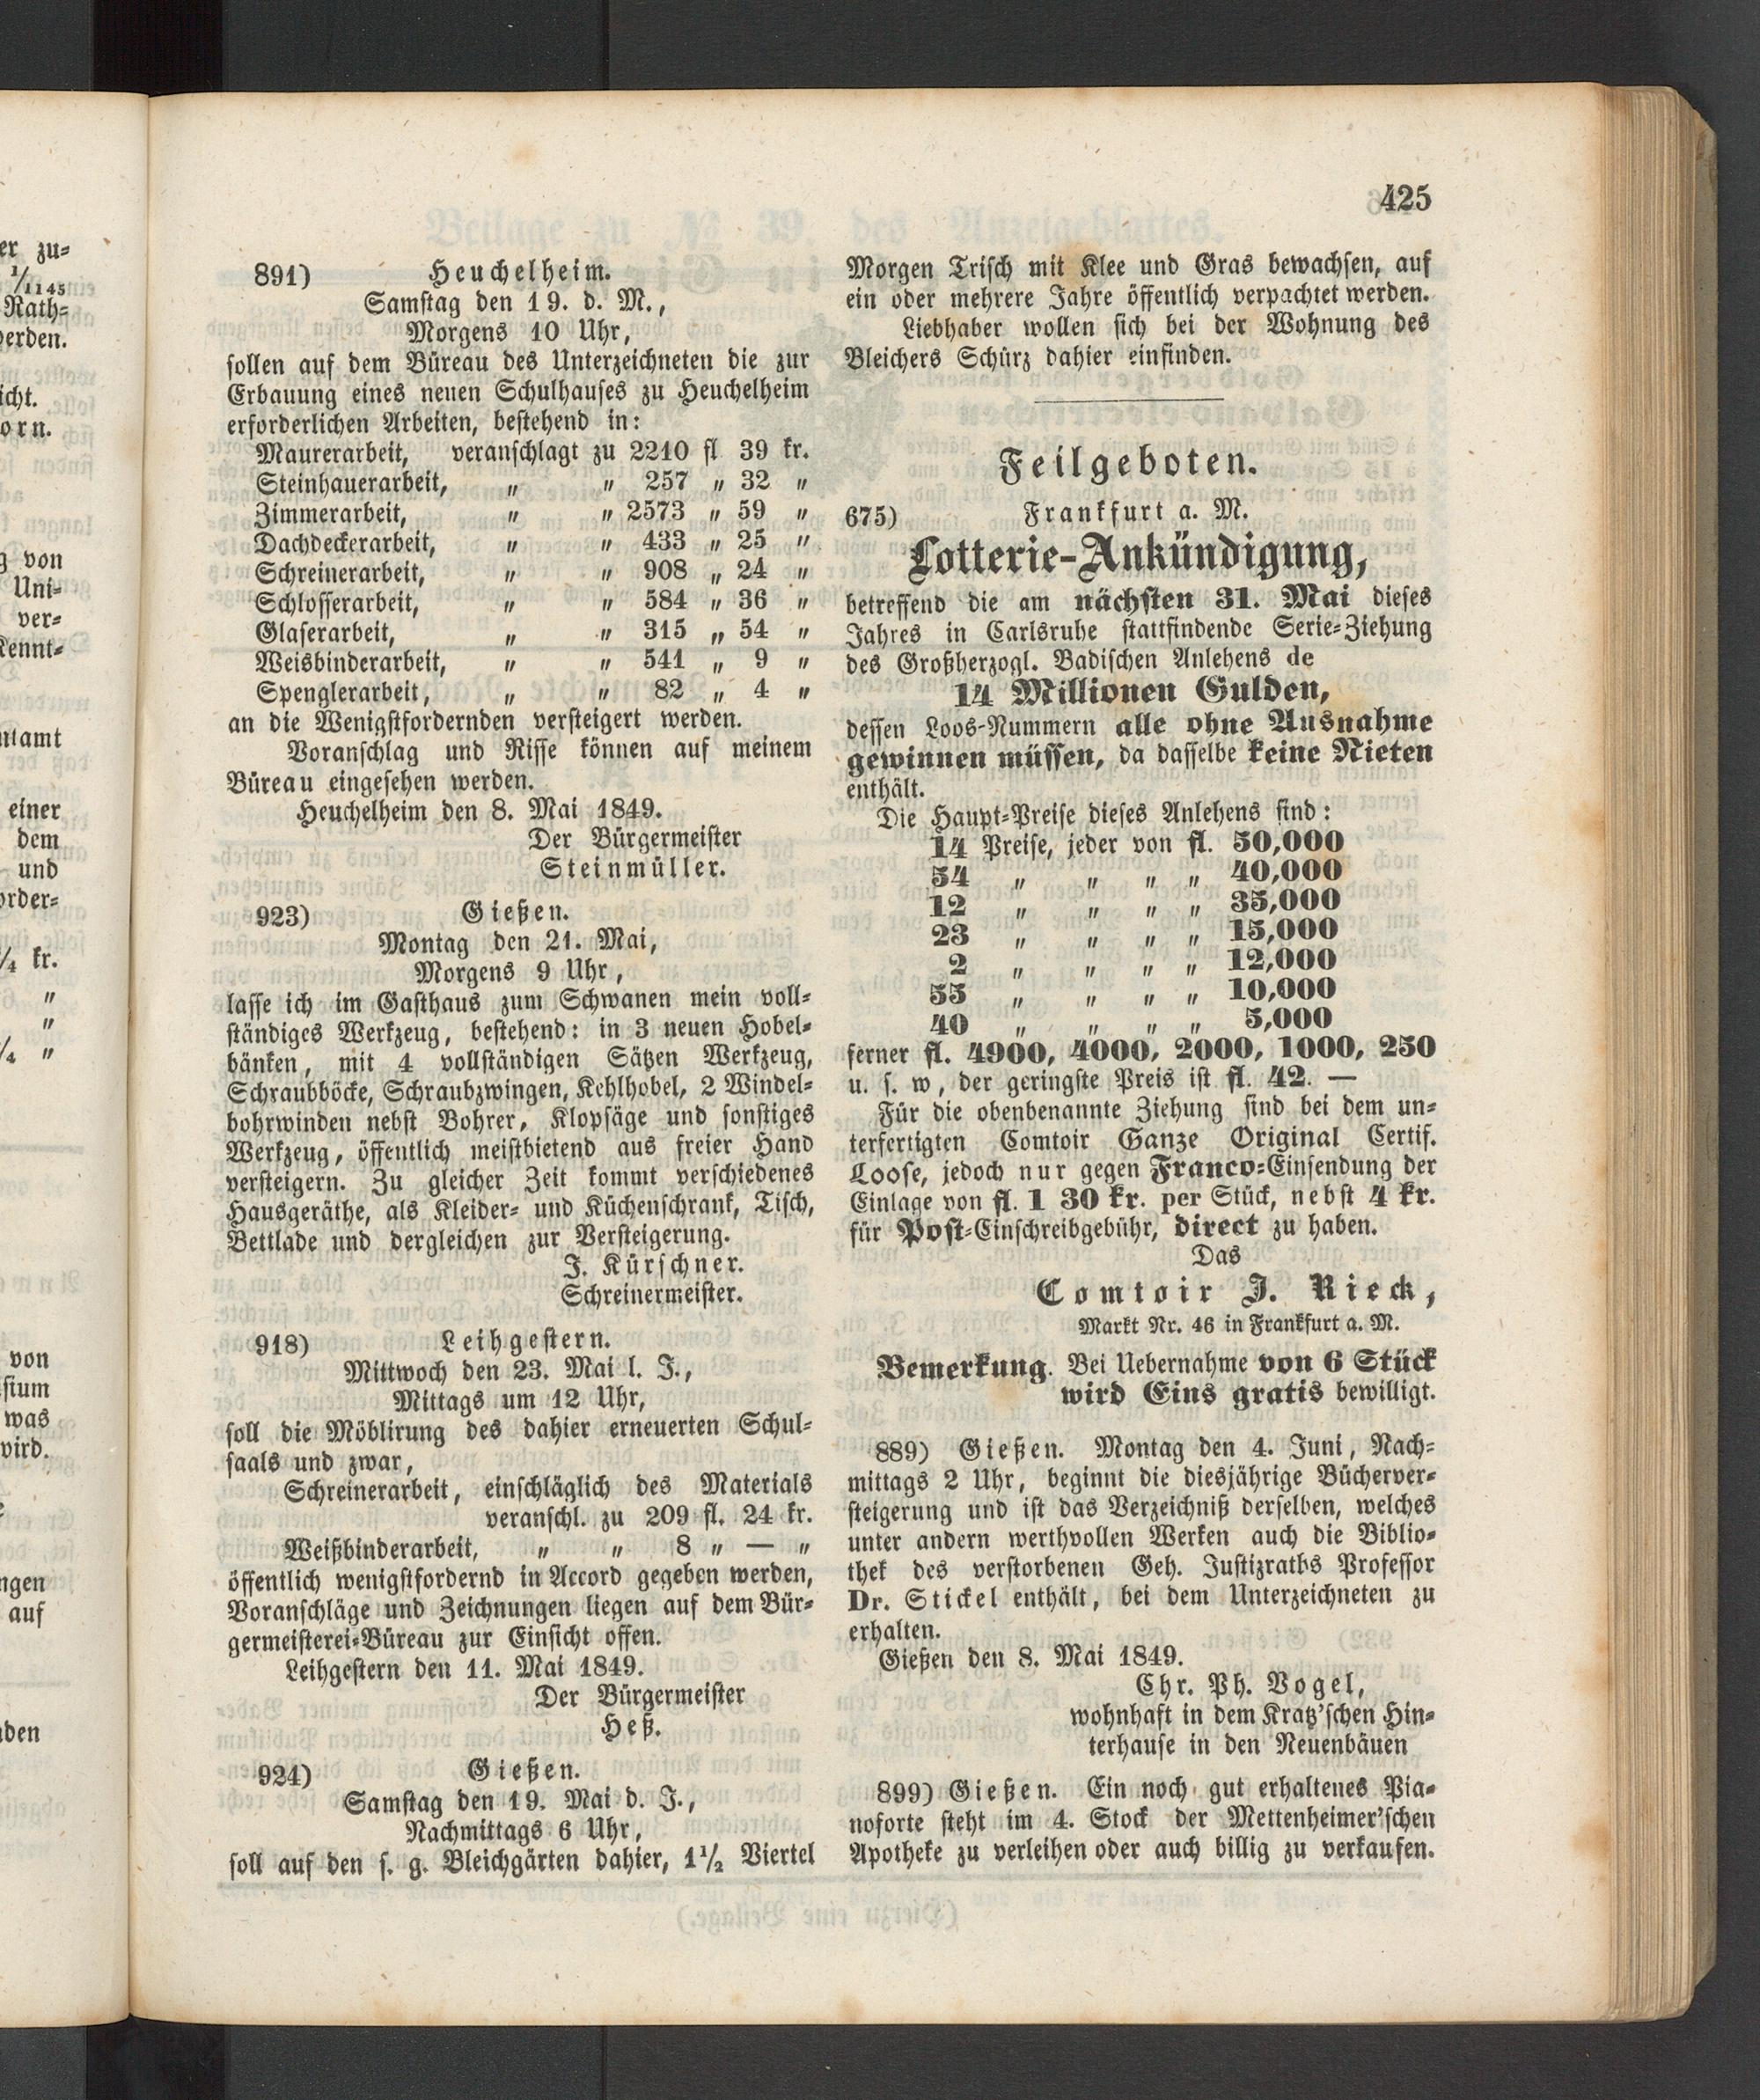 425
891) Heuchelheim.
Samstag den 19. d. M.,
Morgens 10 Uhr,
sollen auf dem Büreau des Unterzeichneten die zur
Erbauung eines neuen Schulhauses zu Heuchelheim
erforderlichen Arbeiten, bestehend in:
Maurerarbeit, veranschlagt zu 2210 fl 39 kr.
Steinhauerarbeit, „ „ 257 „ 32 „
Zimmerarbeit, „ „ 2573 „ 59 „
Dachdeckerarbeit, „ „ 433 „ 25 „
Schreinerarbeit, „ „ 908 „ 24 „
Schlosserarbeit, „ „ 584 „ 36 „
Glaserarbeit, „ „ 315 „ 54 „
Weisbinderarbeit, „ „ 541 „ 9 „
Spenglerarbeit, „ „ 82 „ 4 „
an die Wenigstfordernden versteigert werden.
Voranschlag und Risse können auf meinem
Büreau eingesehen werden.
Heuchelheim den 8. Mai 1849.
Der Bürgermeister
Steinmüller.
923) Gießen.
Montag den 21. Mai,
Morgens 9 Uhr,
lasse ich im Gasthaus zum Schwanen mein voll-
ständiges Werkzeug, bestehend: in 3 neuen Hobel-
bänken, mit 4 vollständigen Sätzen Werkzeug,
Schraubböcke, Schraubzwingen, Kehlhobel, 2 Windel-
bohrwinden nebst Bohrer, Klopsäge und sonstiges
Werkzeug, öffentlich meistbietend aus freier Hand
versteigern. Zu gleicher Zeit kommt verschiedenes
Hausgeräthe, als Kleider- und Küchenschrank, Tisch,
Bettlade und dergleichen zur Versteigerung.
J. Kürschner.
Schreinermeister.
918) Leihgestern.
Mittwoch den 23. Mai l. J.,
Mittags um 12 Uhr,
soll die Möblirung des dahier erneuerten Schul-
saals und zwar,
Schreinerarbeit, einschläglich des Materials
veranschl. zu 209 fl. 24 kr.
Weißbinderarbeit, „ „ 8 „ — „
öffentlich wenigstfordernd in Accord gegeben werden,
Voranschläge und Zeichnungen liegen auf dem Bür-
germeisterei-Büreau zur Einsicht offen.
Leihgestern den 11. Mai 1849.
Der Bürgermeister
Heß.
924) Gießen.
Samstag den 19. Mai d. J.,
Nachmittags 6 Uhr,
soll auf den s. g. Bleichgärten dahier, 1½ Viertel
Morgen Trisch mit Klee und Gras bewachsen, auf
ein oder mehrere Jahre öffentlich verpachtet werden.
Liebhaber wollen sich bei der Wohnung des
Bleichers Schürz dahier einfinden.
Feilgeboten.
675) Frankfurt a. M.
Lotterie-Ankündigung,
betreffend die am nächsten 31. Mai dieses
Jahres in Carlsruhe stattfindende Serie-Ziehung
des Großherzogl. Badischen Anlehens de
14 Millionen Gulden,
dessen Loos-Nummern alle ohne Ausnahme
gewinnen müssen, da dasselbe keine Nieten
enthält.
Die Haupt-Preise dieses Anlehens sind:
14 Preise, jeder von fl. 50,000
54 „ „ „ „ 40,000
12 „ „ „ „ 35,000
23 „ „ „ „ 15,000
2 „ „ „ „ 12,000
55 „ „ „ „ 10,000
40 „ „ „ „ 5,000
ferner fl. 4900, 4000, 2000, 1000, 250
u. s. w, der geringste Preis ist fl. 42. —
Für die obenbenannte Ziehung sind bei dem un-
terfertigten Comtoir Ganze Original Certif.
Loose, jedoch nur gegen Franco-Einsendung der
Einlage von fl. 1 30 kr. per Stück, nebst 4 kr.
für Post-Einschreibgebühr, direct zu haben.
Das
Comtoir J. Rieck,
Markt Nr. 46 in Frankfurt a. M.
Bemerkung. Bei Uebernahme von 6 Stück
wird Eins gratis bewilligt.
889) Gießen. Montag den 4. Juni, Nach-
mittags 2 Uhr, beginnt die diesjährige Bücherver-
steigerung und ist das Verzeichniß derselben, welches
unter andern werthvollen Werken auch die Biblio-
thek des verstorbenen Geh. Justizraths Professor
Dr. Stickel enthält, bei dem Unterzeichneten zu
erhalten.
Gießen den 8. Mai 1849.
Chr. Ph. Vogel,
wohnhaft in dem Kratz'schen Hin-
terhause in den Neuenbäuen
899) Gießen. Ein noch gut erhaltenes Pia-
noforte steht im 4. Stock der Mettenheimer'schen
Apotheke zu verleihen oder auch billig zu verkaufen.